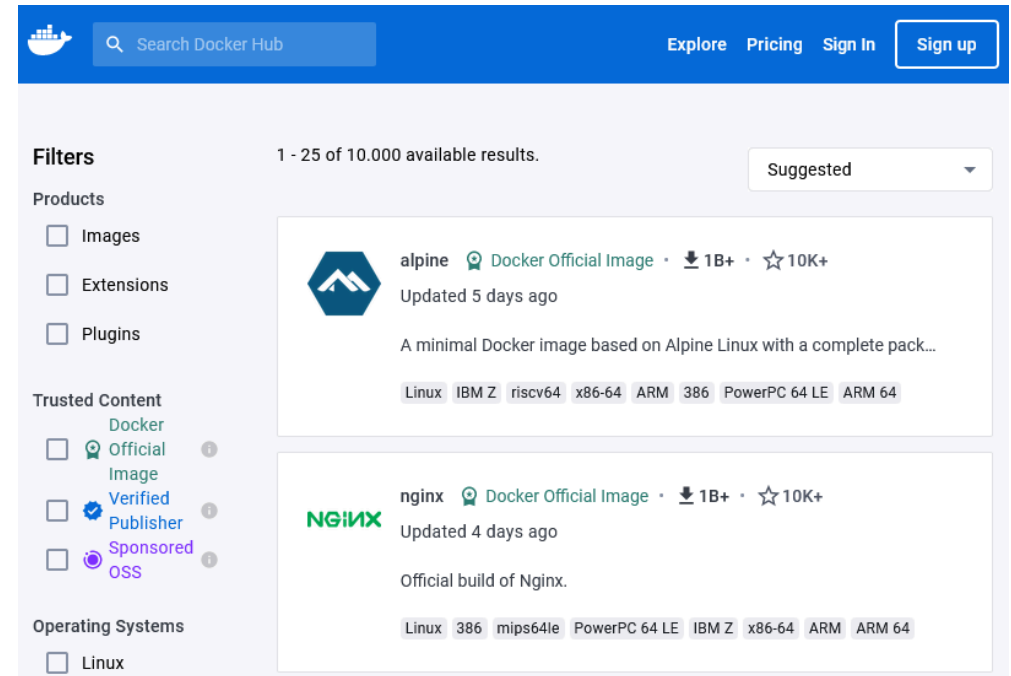 Search Docker Hub
Explore Pricing Sign In Sign up
Filters
Products
Images
Extensions
Plugins
Trusted Content
Docker
Official
Image
Verified
Publisher
Sponsored
OSS
Operating Systems
Linux
1 - 25 of 10.000 available results.
Suggested
alpine Docker Official Image • 1B+ • 10K+
Updated 5 days ago
A minimal Docker image based on Alpine Linux with a complete pack…
Linux IBM Z riscv64 x86-64 ARM 386 PowerPC 64 LE ARM 64
NGINX
nginx Docker Official Image • 1B+ • 10K+
Updated 4 days ago
Official build of Nginx.
Linux 386 mips64le PowerPC 64 LE IBM Z x86-64 ARM ARM 64